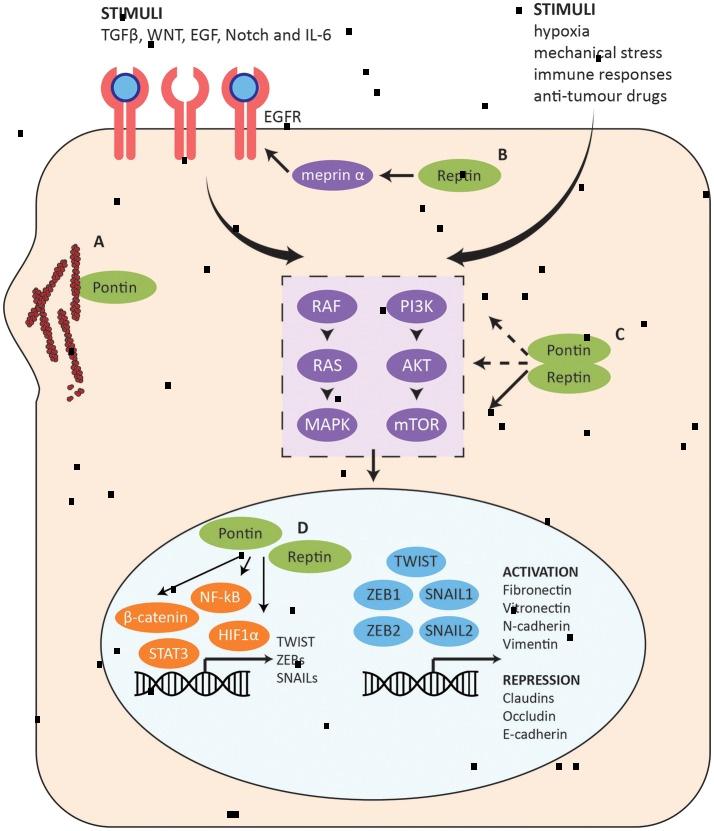 STIMULI
TGFβ, WNT, EGF, Notch and IL-6
STIMULI
hypoxia
mechanical stress
immune responses
anti-tumour drugs
EGFR
meprin α
Reptin
B
A
Pontin
RAF
PI3K
RAS
AKT
MAPK
mTOR
Pontin
Reptin
C
Pontin
D
Reptin
NF-kB
β-catenin
HIF1α
STAT3
TWIST
ZEBs
SNAILs
TWIST
ZEB1
SNAIL1
ZEB2
SNAIL2
ACTIVATION
Fibronectin
Vitronectin
N-cadherin
Vimentin
REPRESSION
Claudins
Occludin
E-cadherin